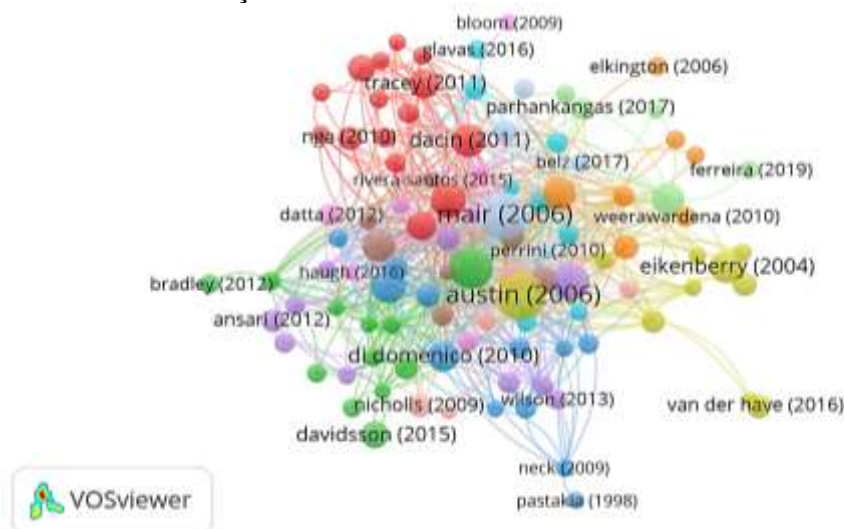 bloom (2009)
glavas (2016)
elkington (2006)
tracey (2011)
parhankangas (2017)
nga (2010)
dacin (2011)
belz (2017)
ferreira (2019)
rivera-santos (2015)
datta (2012)
mair (2006)
weerawardena (2010)
perrini (2010)
eikenberry (2004)
haugh (2016)
bradley (2012)
austin (2006)
ansari (2012)
di domenico (2010)
wilson (2013)
nicholls (2009)
van der have (2016)
davidsson (2015)
neck (2009)
pastakia (1998)
VOSviewer